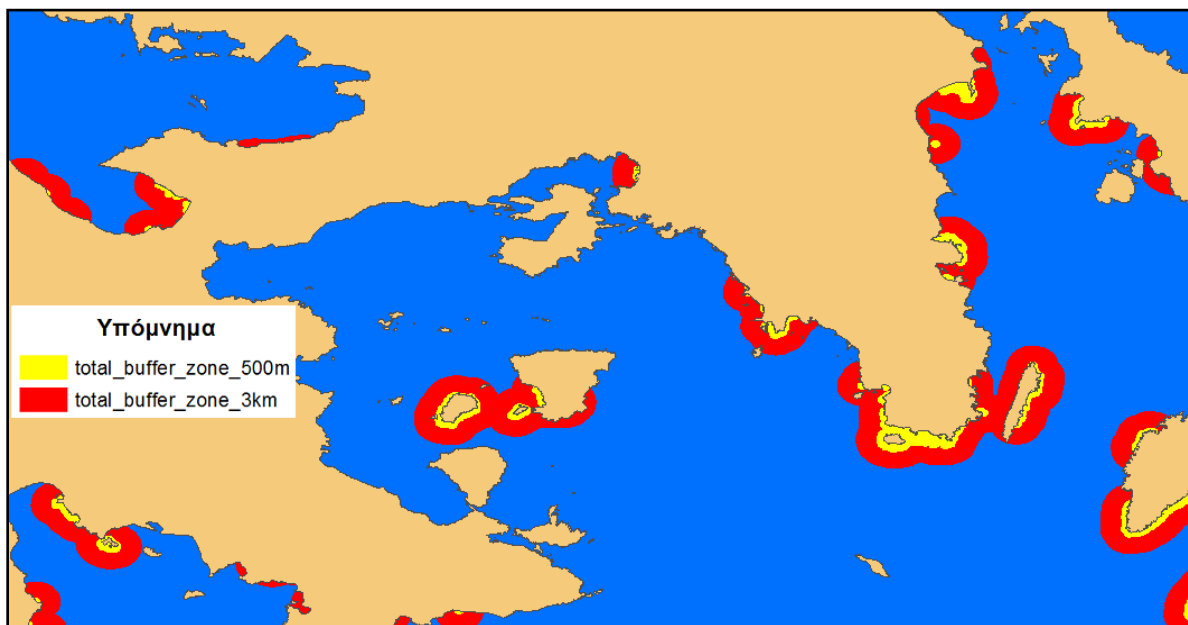 Υπόμνημα
total_buffer_zone_500m
total_buffer_zone_3km